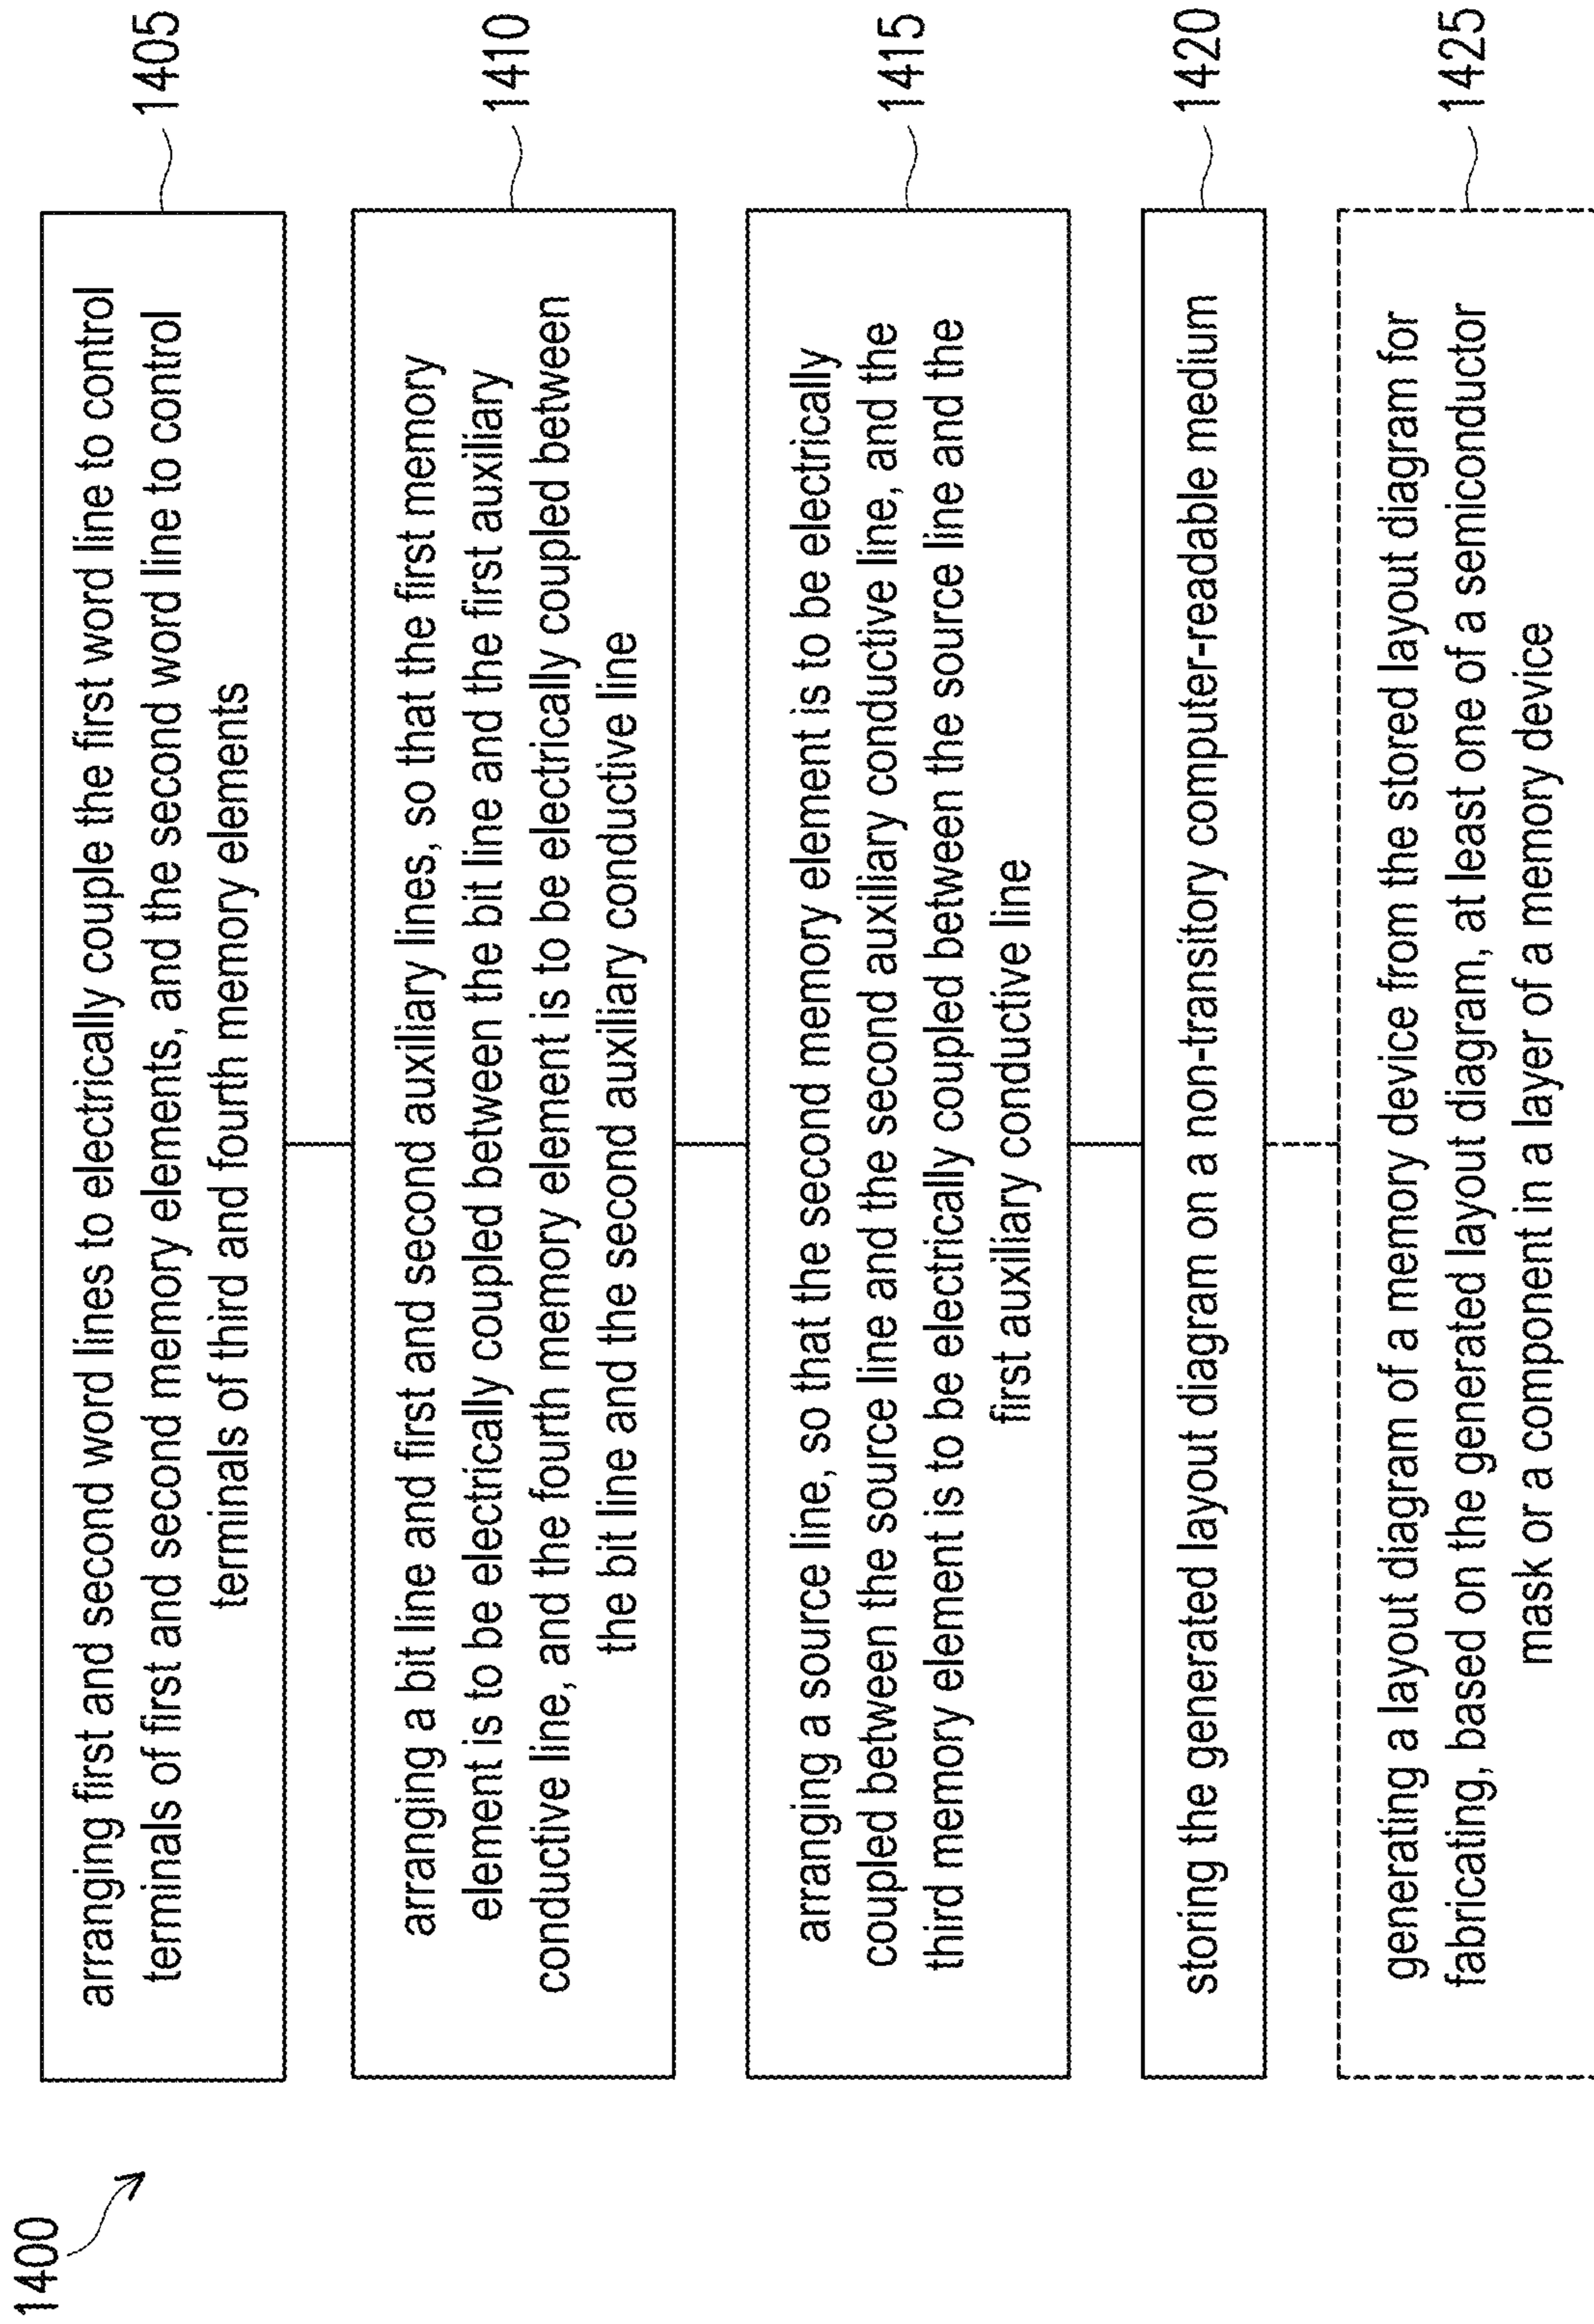 1400
arranging first and second word lines to electrically couple the first word line to control
terminals of first and second memory elements, and the second word line to control
terminals of third and fourth memory elements
1405
arranging a bit line and first and second auxiliary lines, so that the first memory
element is to be electrically coupled between the bit line and the first auxiliary
conductive line, and the fourth memory element is to be electrically coupled between
the bit line and the second auxiliary conductive line
1410
arranging a source line, so that the second memory element is to be electrically
coupled between the source line and the second auxiliary conductive line, and the
third memory element is to be electrically coupled between the source line and the
first auxiliary conductive line
1415
storing the generated layout diagram on a non-transitory computer-readable medium
1420
generating a layout diagram of a memory device from the stored layout diagram for
fabricating, based on the generated layout diagram, at least one of a semiconductor
mask or a component in a layer of a memory device
1425